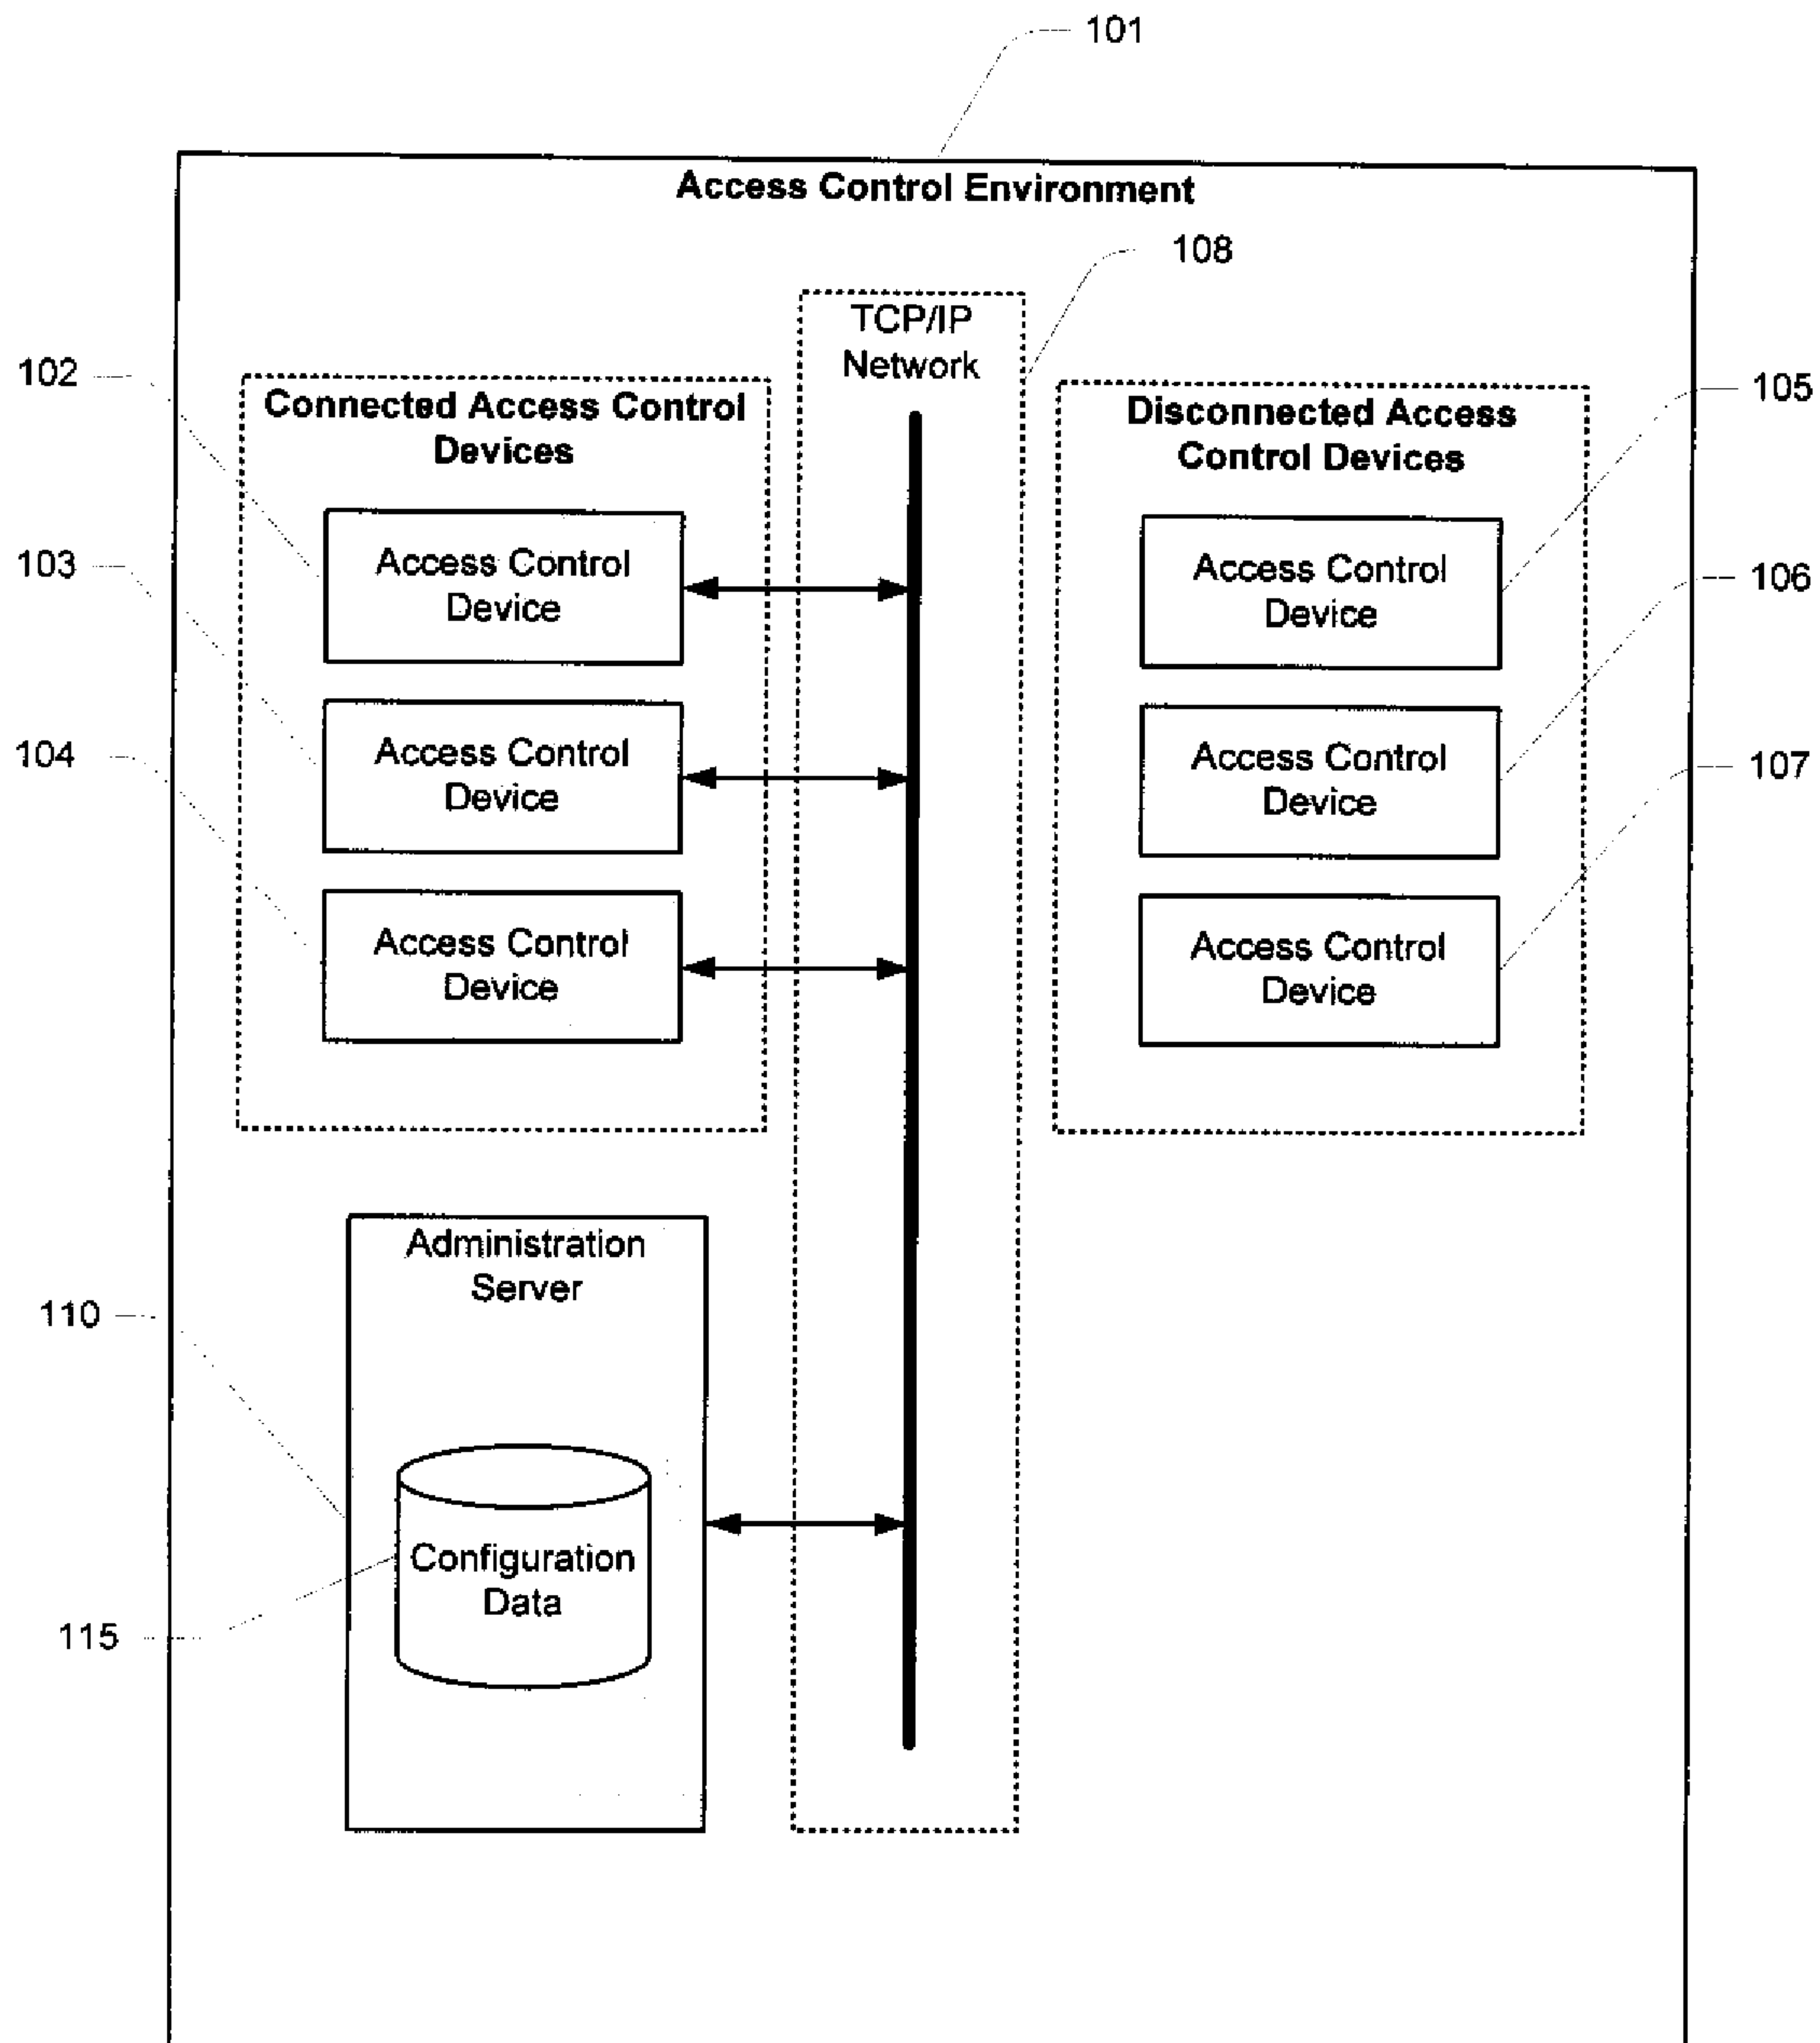 101
Access Control Environment
108
TCP/IP
Network
102
Connected Access Control
Devices
105
Disconnected Access
Control Devices
103
Access Control
Device
106
Access Control
Device
104
Access Control
Device
107
Access Control
Device
Access Control
Device
Access Control
Device
110
Administration
Server
115
Configuration
Data